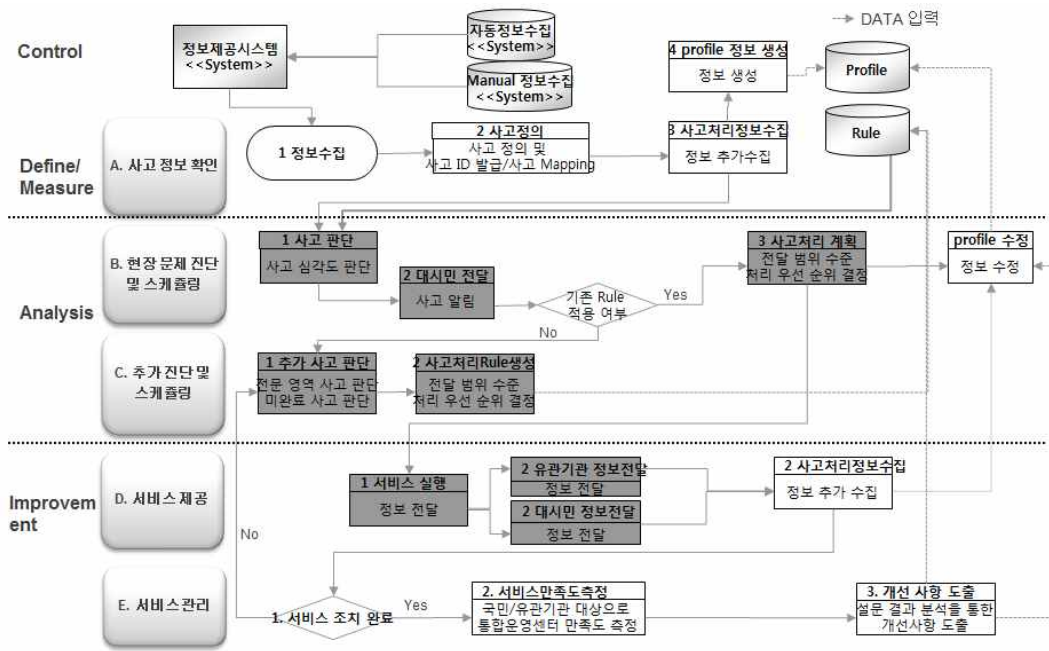 DATA 입력
Control
정보제공시스템
<<System>>
자동정보수집
<<System>>
Manual 정보수집
<<System>>
4 profile 정보 생성
정보 생성
Profile
Rule
Define/
Measure
A. 사고 정보 확인
1 정보수집
2 사고정의
사고 정의 및
사고 ID 발급/사고 Mapping
3 사고처리정보수집
정보 추가수집
Analysis
B. 현장 문제 진단
및 스케쥴링
1 사고 판단
사고 심각도 판단
2 대시민 전달
사고 알림
기존 Rule
적용 여부
Yes
No
3 사고처리 계획
전달 범위 수준
처리 우선 순위 결정
profile 수정
정보 수정
C. 추가 진단 및
스케쥴링
1 추가 사고 판단
전문 영역 사고 판단
미완료 사고 판단
2 사고처리Rule생성
전달 범위 수준
처리 우선 순위 결정
Improvem
ent
D. 서비스 제공
1 서비스 실행
정보 전달
2 유관기관 정보전달
정보 전달
2 대시민 정보전달
정보 전달
2 사고처리정보수집
정보 추가 수집
No
E. 서비스관리
1. 서비스 조치 완료
Yes
2. 서비스만족도측정
국민/유관기관 대상으로
통합운영센터 만족도 측정
3. 개선 사항 도출
설문 결과 분석을 통한
개선사항 도출